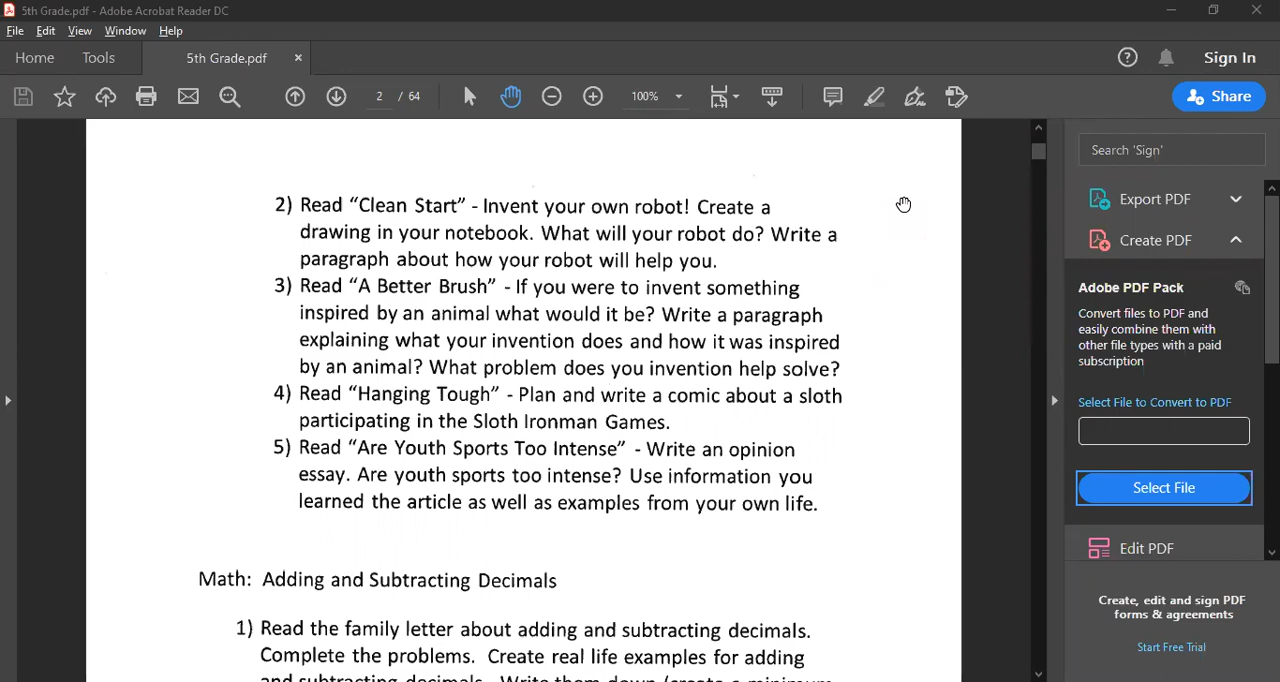 5th Grade.pdf - Adobe Acrobat Reader DC
File Edit View Window Help
Home Tools 5th Grade.pdf × Sign In
2 / 64 100% Share
2) Read “Clean Start” - Invent your own robot! Create a
drawing in your notebook. What will your robot do? Write a
paragraph about how your robot will help you.
3) Read “A Better Brush” - If you were to invent something
inspired by an animal what would it be? Write a paragraph
explaining what your invention does and how it was inspired
by an animal? What problem does you invention help solve?
4) Read “Hanging Tough” - Plan and write a comic about a sloth
participating in the Sloth Ironman Games.
5) Read “Are Youth Sports Too Intense” - Write an opinion
essay. Are youth sports too intense? Use information you
learned the article as well as examples from your own life.
Math: Adding and Subtracting Decimals
1) Read the family letter about adding and subtracting decimals.
Complete the problems. Create real life examples for adding
and subtracting decimals. Write them down (create a minimum
Search 'Sign'
Export PDF
Create PDF
Adobe PDF Pack
Convert files to PDF and
easily combine them with
other file types with a paid
subscription
Select File to Convert to PDF
Select File
Edit PDF
Create, edit and sign PDF
forms & agreements
Start Free Trial